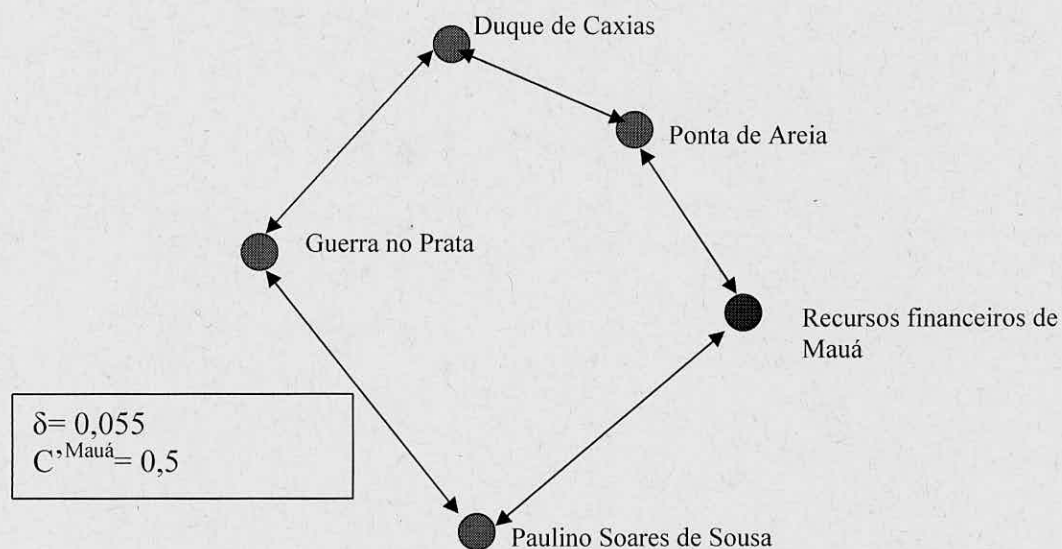 Duque de Caxias
Ponta de Areia
Guerra no Prata
Recursos financeiros de
Mauá
δ= 0,055
C’Mauá= 0,5
Paulino Soares de Sousa